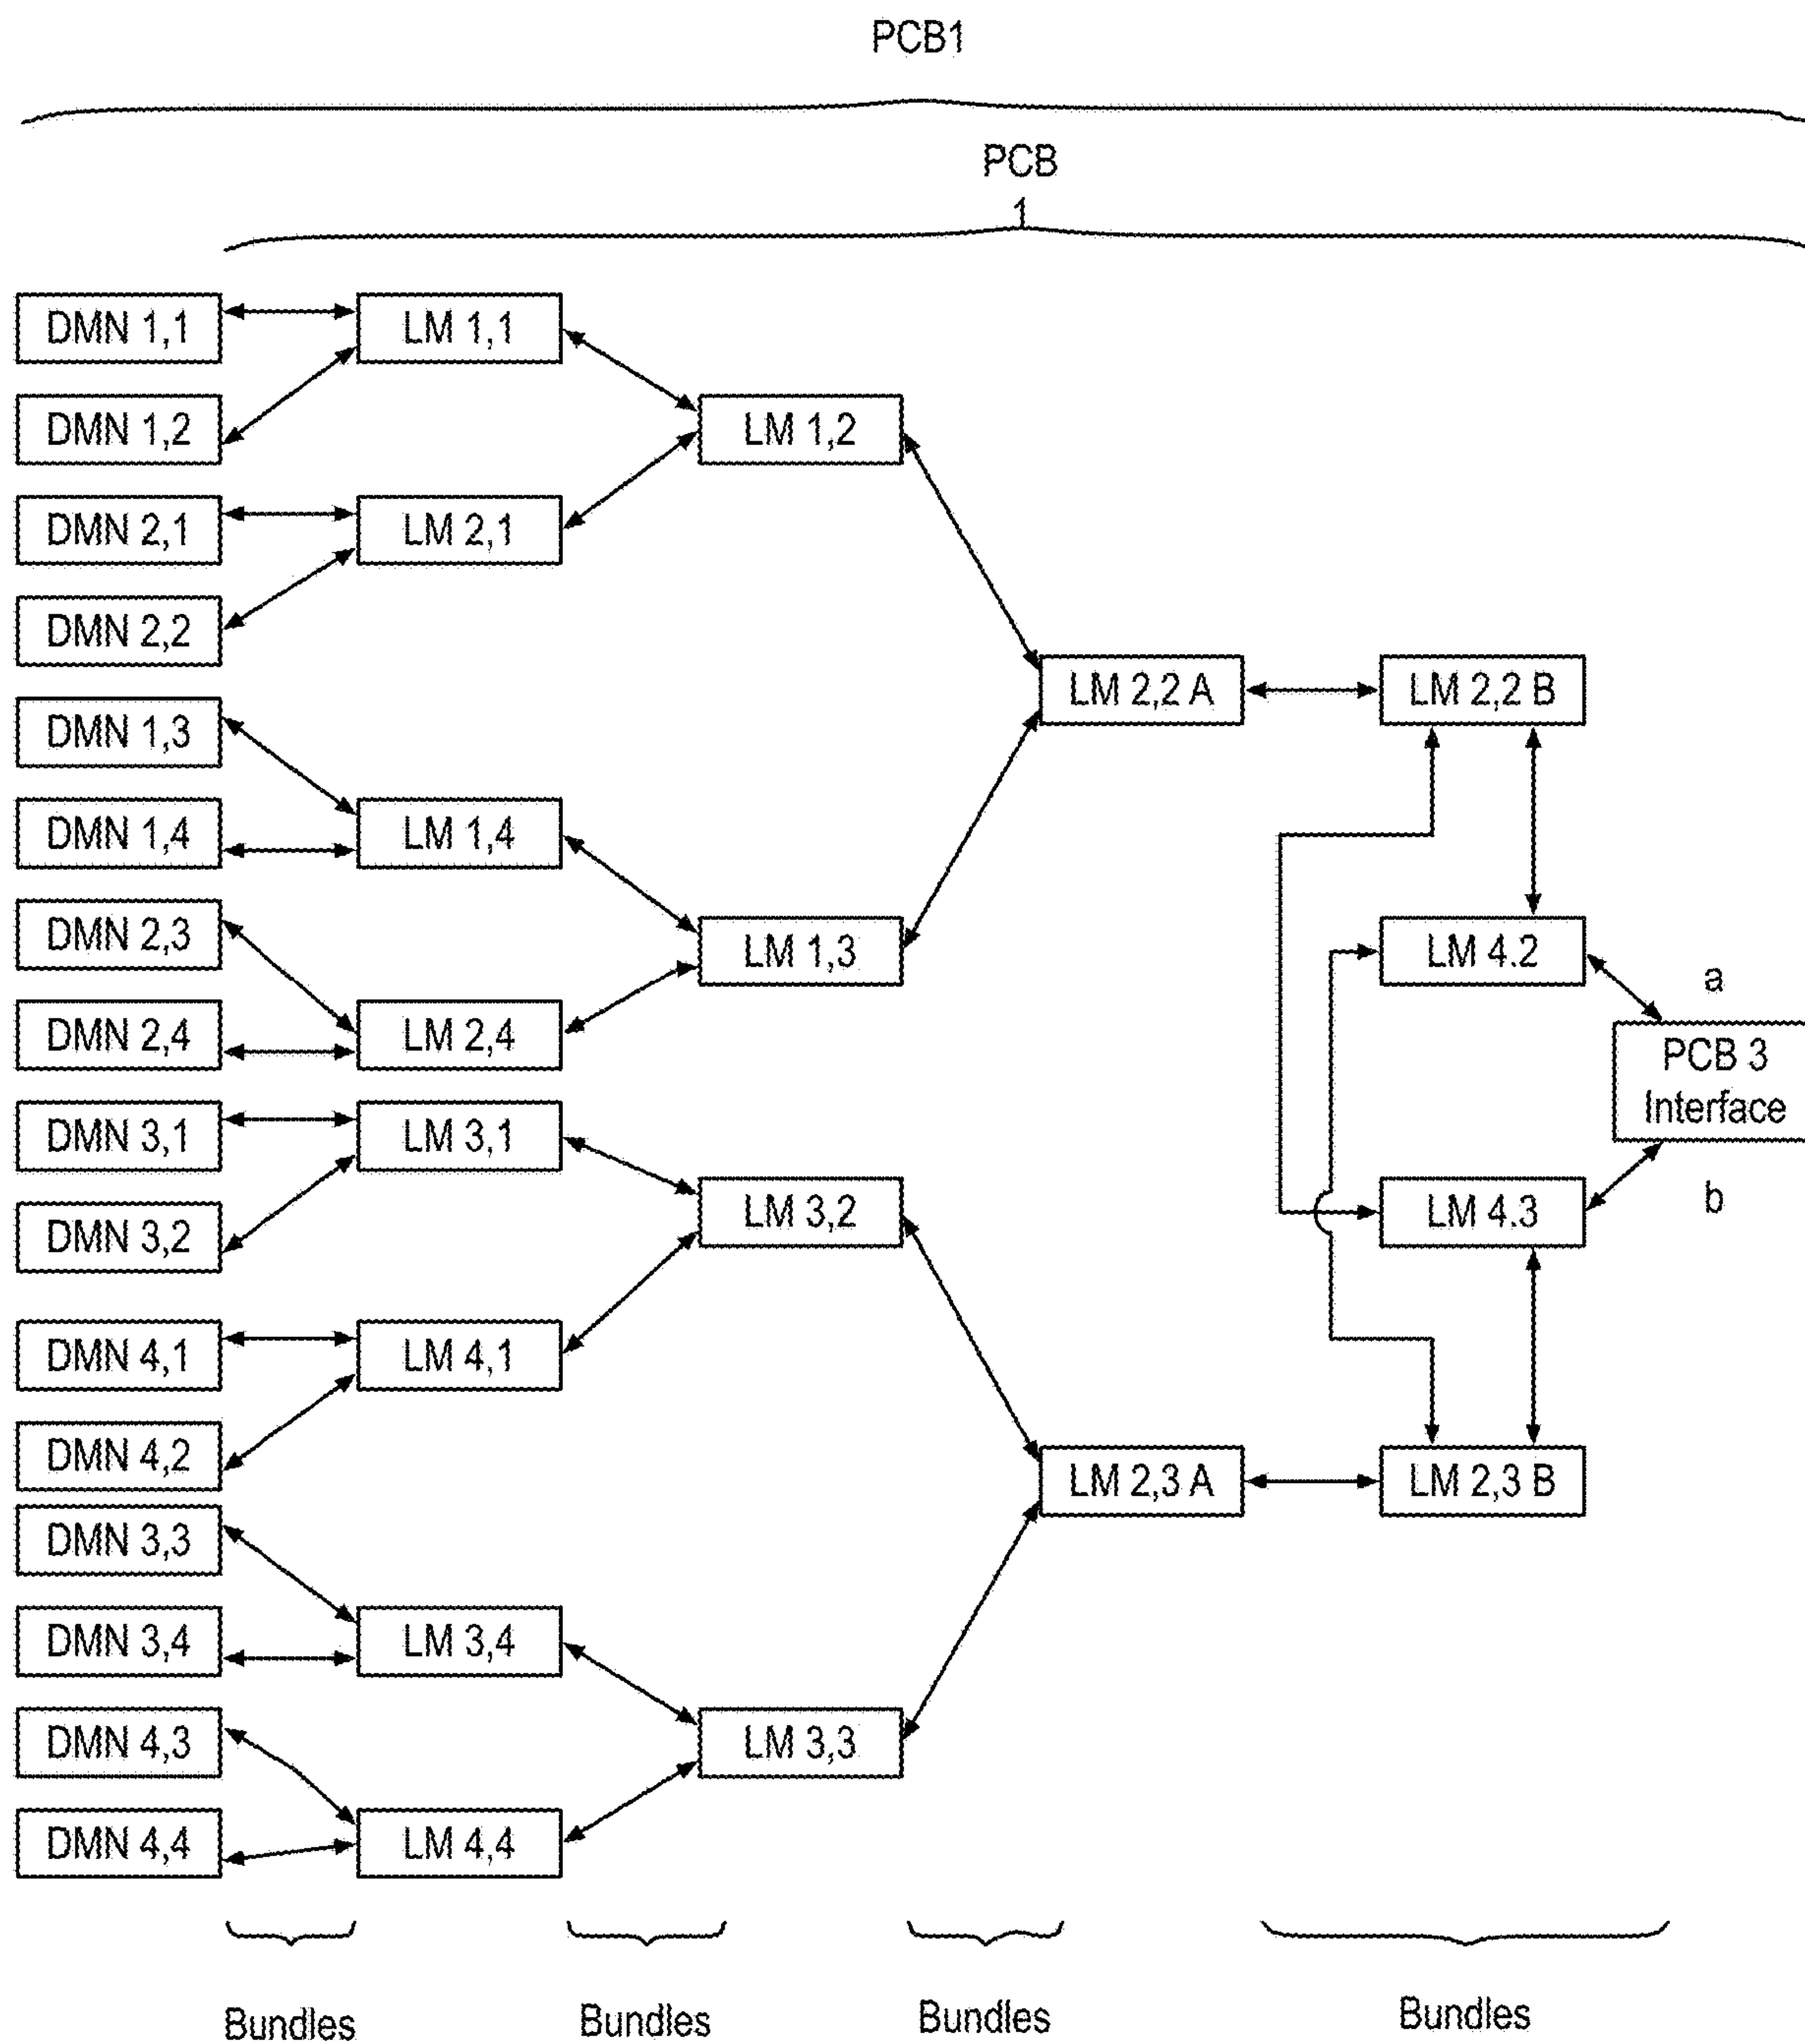 PCB1
PCB
1
DMN 1,1
LM 1,1
DMN 1,2
LM 1,2
DMN 2,1
LM 2,1
DMN 2,2
LM 2,2 A
LM 2,2 B
DMN 1,3
DMN 1,4
LM 1,4
DMN 2,3
LM 1,3
LM 4.2
a
DMN 2,4
LM 2,4
PCB 3
Interface
DMN 3,1
LM 3,1
b
DMN 3,2
LM 3,2
LM 4.3
DMN 4,1
LM 4,1
DMN 4,2
LM 2,3 A
LM 2,3 B
DMN 3,3
DMN 3,4
LM 3,4
DMN 4,3
LM 3,3
DMN 4,4
LM 4,4
Bundles
Bundles
Bundles
Bundles